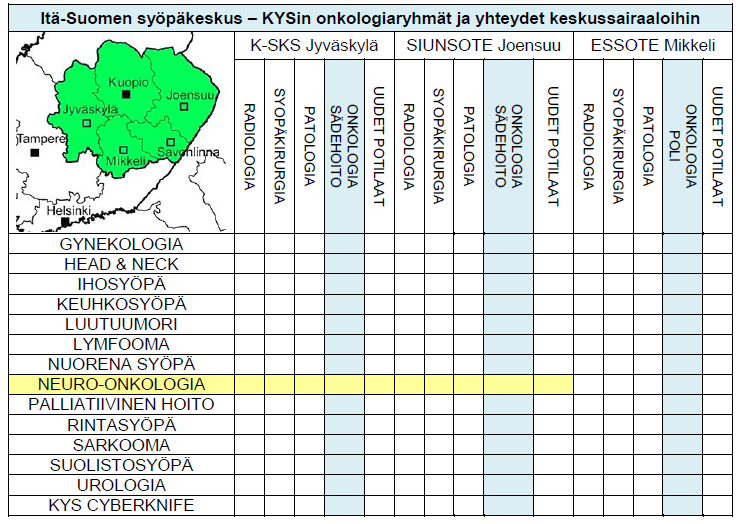 Itä-Suomen syöpäkeskus – KYSin onkologiaryhmät ja yhteydet keskussairaaloihin
K-SKS Jyväskylä SIUNSOTE Joensuu ESSOTE Mikkeli
Kuopio
Joensuu
Jyväskylä
Tampere
Mikkeli
Savonlinna
Helsinki
RADIOLOGIA
SYOPÄKIRURGIA
PATOLOGIA
ONKOLOGIA
SÄDEHOITO
UUDET POTILAAT
RADIOLOGIA
SYOPÄKIRURGIA
PATOLOGIA
ONKOLOGIA
SÄDEHOITO
UUDET POTILAAT
RADIOLOGIA
SYOPÄKIRURGIA
PATOLOGIA
ONKOLOGIA
POLI
UUDET POTILAAT
GYNEKOLOGIA
HEAD & NECK
IHOSYÖPÄ
KEUHKOSYÖPÄ
LUUTUUMORI
LYMFOOMA
NUORENA SYÖPÄ
NEURO-ONKOLOGIA
PALLIATIIVINEN HOITO
RINTASYÖPÄ
SARKOOMA
SUOLISTOSYÖPÄ
UROLOGIA
KYS CYBERKNIFE